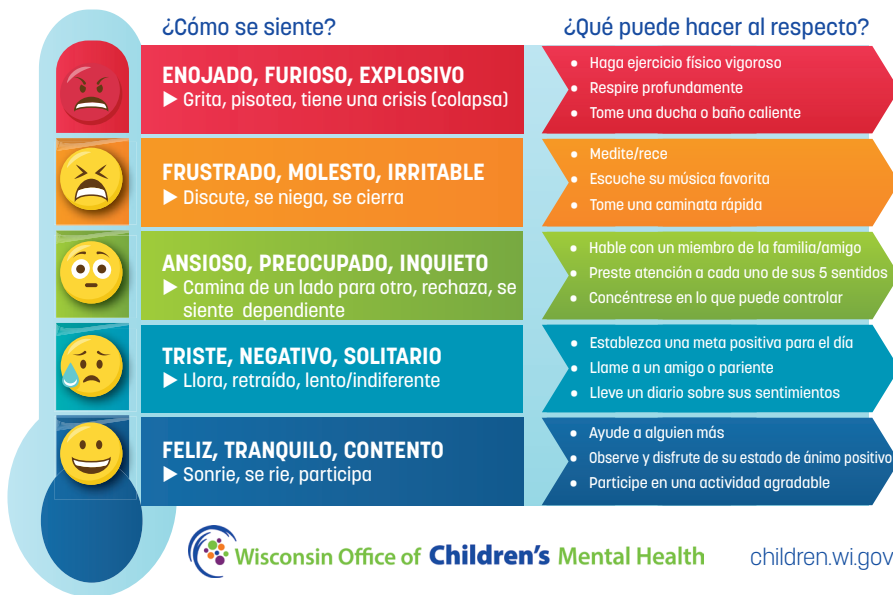 ¿Cómo se siente?
¿Qué puede hacer al respecto?
ENOJADO, FURIOSO, EXPLOSIVO
▶ Grita, pisotea, tiene una crisis (colapsa)
• Haga ejercicio físico vigoroso
• Respire profundamente
• Tome una ducha o baño caliente
FRUSTRADO, MOLESTO, IRRITABLE
▶ Discute, se niega, se cierra
• Medite/rece
• Escuche su música favorita
• Tome una caminata rápida
ANSIOSO, PREOCUPADO, INQUIETO
▶ Camina de un lado para otro, rechaza, se
siente dependiente
• Hable con un miembro de la familia/amigo
• Preste atención a cada uno de sus 5 sentidos
• Concéntrese en lo que puede controlar
TRISTE, NEGATIVO, SOLITARIO
▶ Llora, retraído, lento/indiferente
• Establezca una meta positiva para el día
• Llame a un amigo o pariente
• Lleve un diario sobre sus sentimientos
FELIZ, TRANQUILO, CONTENTO
▶ Sonrie, se rie, participa
• Ayude a alguien más
• Observe y disfrute de su estado de ánimo positivo
• Participe en una actividad agradable
Wisconsin Office of Children's Mental Health
children.wi.gov